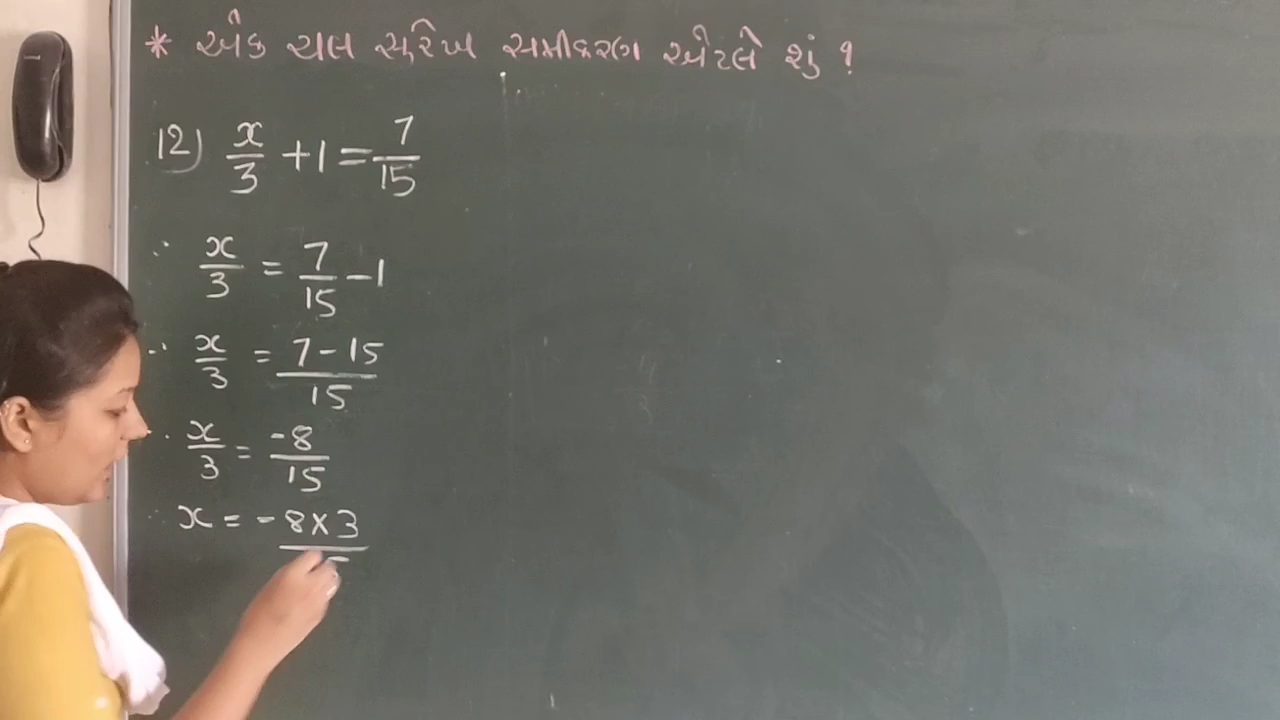 * એક ચલ સુરેખ સમીકરણ એટલે શું ?
12) x/3 + 1 = 7/15
∴ x/3 = 7/15 - 1
∴ x/3 = 7 - 15/15
∴ x/3 = -8/15
∴ x = -8 × 3/